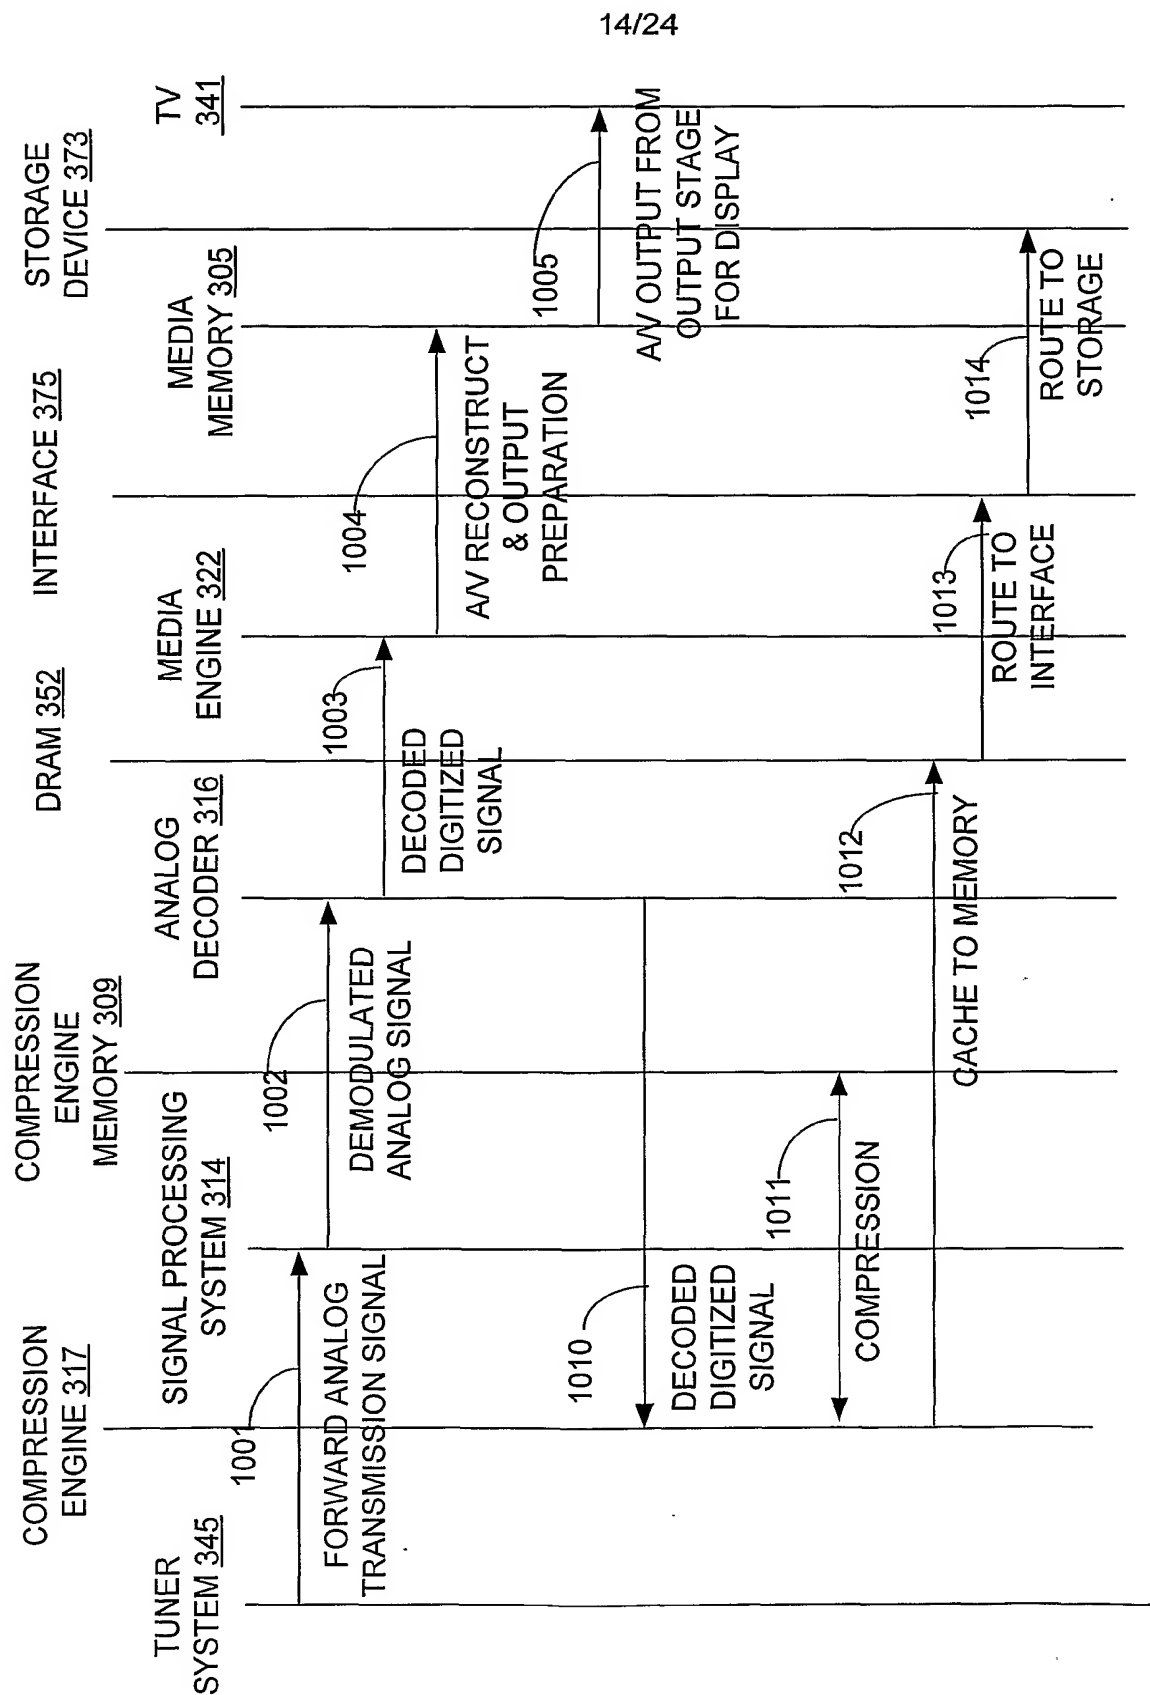 14/24
COMPRESSION
ENGINE 317
COMPRESSION
ENGINE
MEMORY 309
DRAM 352
INTERFACE 375
STORAGE
DEVICE 373
TUNER
SYSTEM 345
SIGNAL PROCESSING
SYSTEM 314
ANALOG
DECODER 316
MEDIA
ENGINE 322
MEDIA
MEMORY 305
TV
341
1001
FORWARD ANALOG
TRANSMISSION SIGNAL
1002
DEMODULATED
ANALOG SIGNAL
1003
DECODED
DIGITIZED
SIGNAL
1004
A/V RECONSTRUCT
& OUTPUT
PREPARATION
1005
A/V OUTPUT FROM
OUTPUT STAGE
FOR DISPLAY
1010
DECODED
DIGITIZED
SIGNAL
1011
COMPRESSION
1012
CACHE TO MEMORY
1013
ROUTE TO
INTERFACE
1014
ROUTE TO
STORAGE